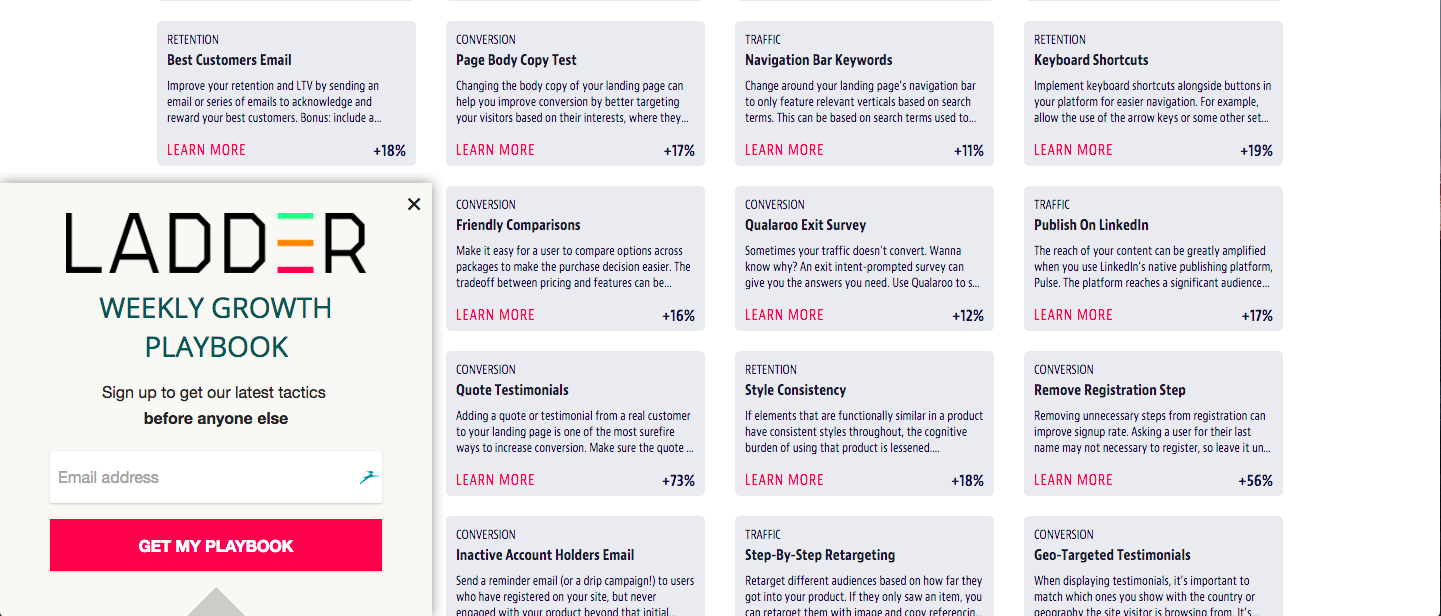 RETENTION
Best Customers Email
Improve your retention and LTV by sending an
email or series of emails to acknowledge and
reward your best customers. Bonus: include a...
LEARN MORE +18%
CONVERSION
Page Body Copy Test
Changing the body copy of your landing page can
help you improve conversion by better targeting
your visitors based on their interests, where they...
LEARN MORE +17%
TRAFFIC
Navigation Bar Keywords
Change around your landing page's navigation bar
to only feature relevant verticals based on search
terms. This can be based on search terms used to...
LEARN MORE +11%
RETENTION
Keyboard Shortcuts
Implement keyboard shortcuts alongside buttons in
your platform for easier navigation. For example,
allow the use of the arrow keys or some other set...
LEARN MORE +19%
LADDER
WEEKLY GROWTH
PLAYBOOK
Sign up to get our latest tactics
before anyone else
Email address
GET MY PLAYBOOK
CONVERSION
Friendly Comparisons
Make it easy for a user to compare options across
packages to make the purchase decision easier. The
tradeoff between pricing and features can be...
LEARN MORE +16%
CONVERSION
Qualaroo Exit Survey
Sometimes your traffic doesn't convert. Wanna
know why? An exit intent-prompted survey can
give you the answers you need. Use Qualaroo to s...
LEARN MORE +12%
TRAFFIC
Publish On LinkedIn
The reach of your content can be greatly amplified
when you use LinkedIn's native publishing platform,
Pulse. The platform reaches a significant audience...
LEARN MORE +17%
CONVERSION
Quote Testimonials
Adding a quote or testimonial from a real customer
to your landing page is one of the most surefire
ways to increase conversion. Make sure the quote ...
LEARN MORE +73%
RETENTION
Style Consistency
If elements that are functionally similar in a product
have consistent styles throughout, the cognitive
burden of using that product is lessened....
LEARN MORE +18%
CONVERSION
Remove Registration Step
Removing unnecessary steps from registration can
improve signup rate. Asking a user for their last
name may not necessary to register, so leave it un...
LEARN MORE +56%
CONVERSION
Inactive Account Holders Email
Send a reminder email (or a drip campaign!) to users
who have registered on your site, but never
engaged with your product beyond that initial...
TRAFFIC
Step-By-Step Retargeting
Retarget different audiences based on how far they
got into your product. If they only saw an item, you
can retarget them with image and copy referencin...
CONVERSION
Geo-Targeted Testimonials
When displaying testimonials, it's important to
match which ones you show with the country or
geography the site visitor is browsing from. It's...